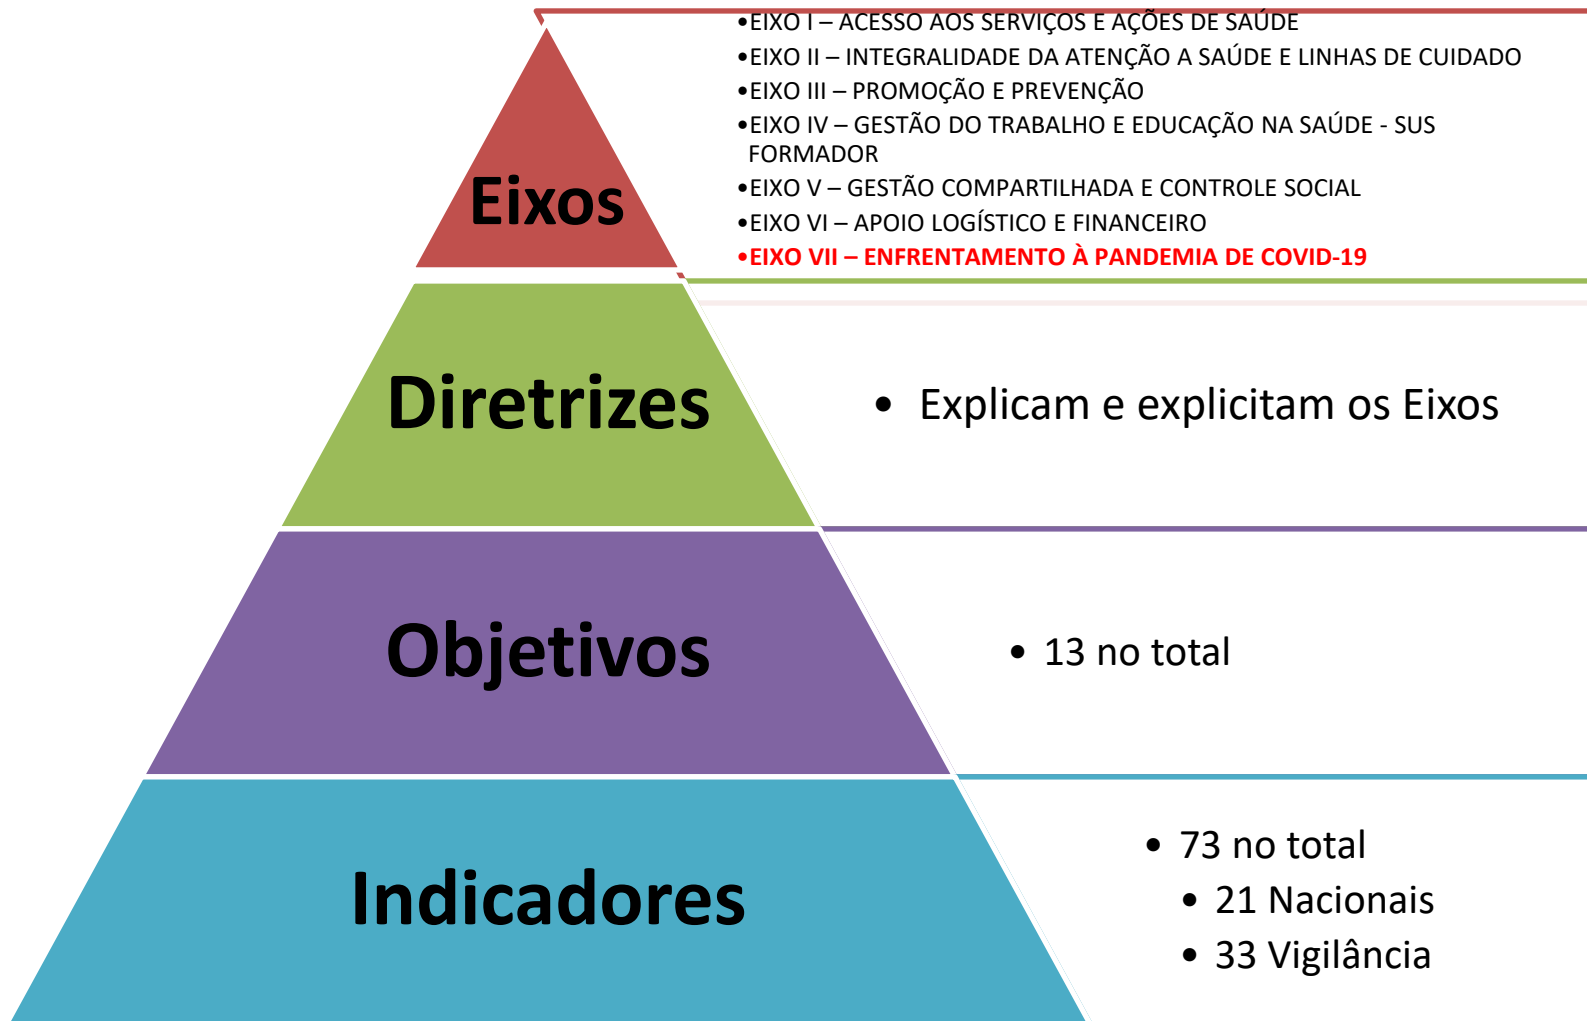 •EIXO I – ACESSO AOS SERVIÇOS E AÇÕES DE SAÚDE
•EIXO II – INTEGRALIDADE DA ATENÇÃO A SAÚDE E LINHAS DE CUIDADO
•EIXO III – PROMOÇÃO E PREVENÇÃO
•EIXO IV – GESTÃO DO TRABALHO E EDUCAÇÃO NA SAÚDE - SUS
FORMADOR
•EIXO V – GESTÃO COMPARTILHADA E CONTROLE SOCIAL
•EIXO VI – APOIO LOGÍSTICO E FINANCEIRO
•EIXO VII – ENFRENTAMENTO À PANDEMIA DE COVID-19
Eixos
Diretrizes
• Explicam e explicitam os Eixos
Objetivos
• 13 no total
Indicadores
• 73 no total
• 21 Nacionais
• 33 Vigilância